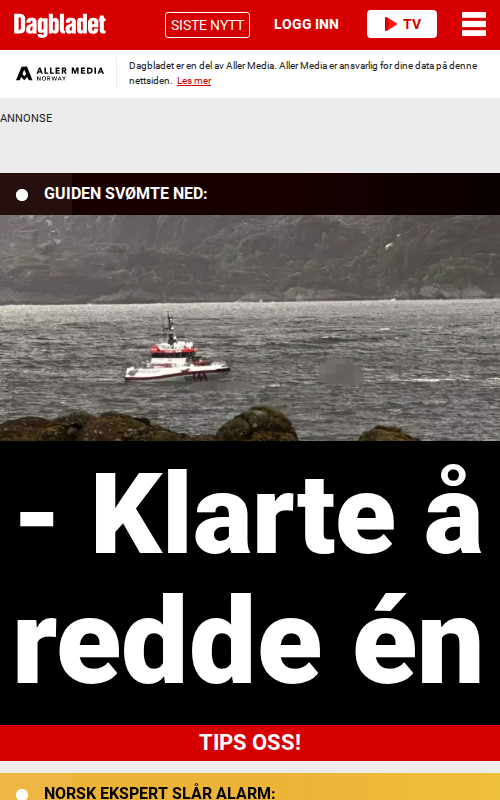 Dagbladet
SISTE NYTT
LOGG INN
TV
ALLER MEDIA
NORWAY
Dagbladet er en del av Aller Media. Aller Media er ansvarlig for dine data på denne
nettsiden. Les mer
ANNONSE
GUIDEN SVØMTE NED:
- Klarte å
redde én
TIPS OSS!
NORSK EKSPERT SLÅR ALARM: